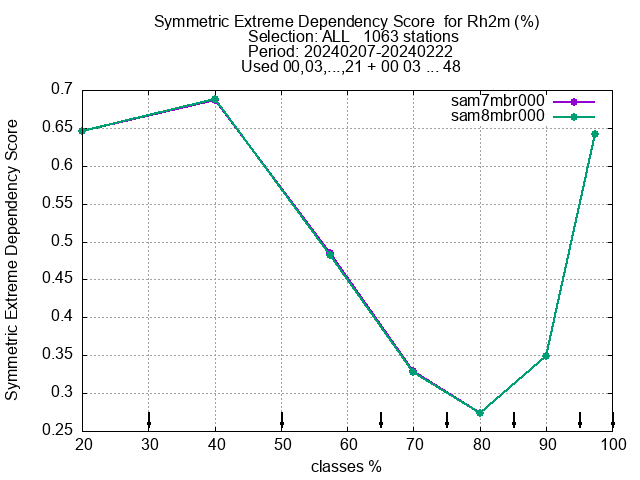 Symmetric Extreme Dependency Score  for Rh2m (%)
Selection: ALL   1063 stations
Period: 20240207-20240222
Used 00,03,...,21 + 00 03 ... 48
sam7mbr000
sam8mbr000
Symmetric Extreme Dependency Score
0.7
0.65
0.6
0.55
0.5
0.45
0.4
0.35
0.3
0.25
20 30 40 50 60 70 80 90 100
classes %